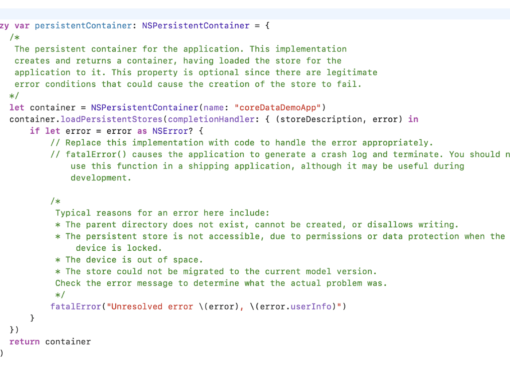 zy var persistentContainer: NSPersistentContainer = {
/*
The persistent container for the application. This implementation
creates and returns a container, having loaded the store for the
application to it. This property is optional since there are legitimate
error conditions that could cause the creation of the store to fail.
*/
let container = NSPersistentContainer(name: "coreDataDemoApp")
container.loadPersistentStores(completionHandler: { (storeDescription, error) in
if let error = error as NSError? {
// Replace this implementation with code to handle the error appropriately.
// fatalError() causes the application to generate a crash log and terminate. You should n
use this function in a shipping application, although it may be useful during
development.
/*
Typical reasons for an error here include:
* The parent directory does not exist, cannot be created, or disallows writing.
* The persistent store is not accessible, due to permissions or data protection when the
device is locked.
* The device is out of space.
* The store could not be migrated to the current model version.
Check the error message to determine what the actual problem was.
*/
fatalError("Unresolved error \(error), \(error.userInfo)")
}
})
return container
}